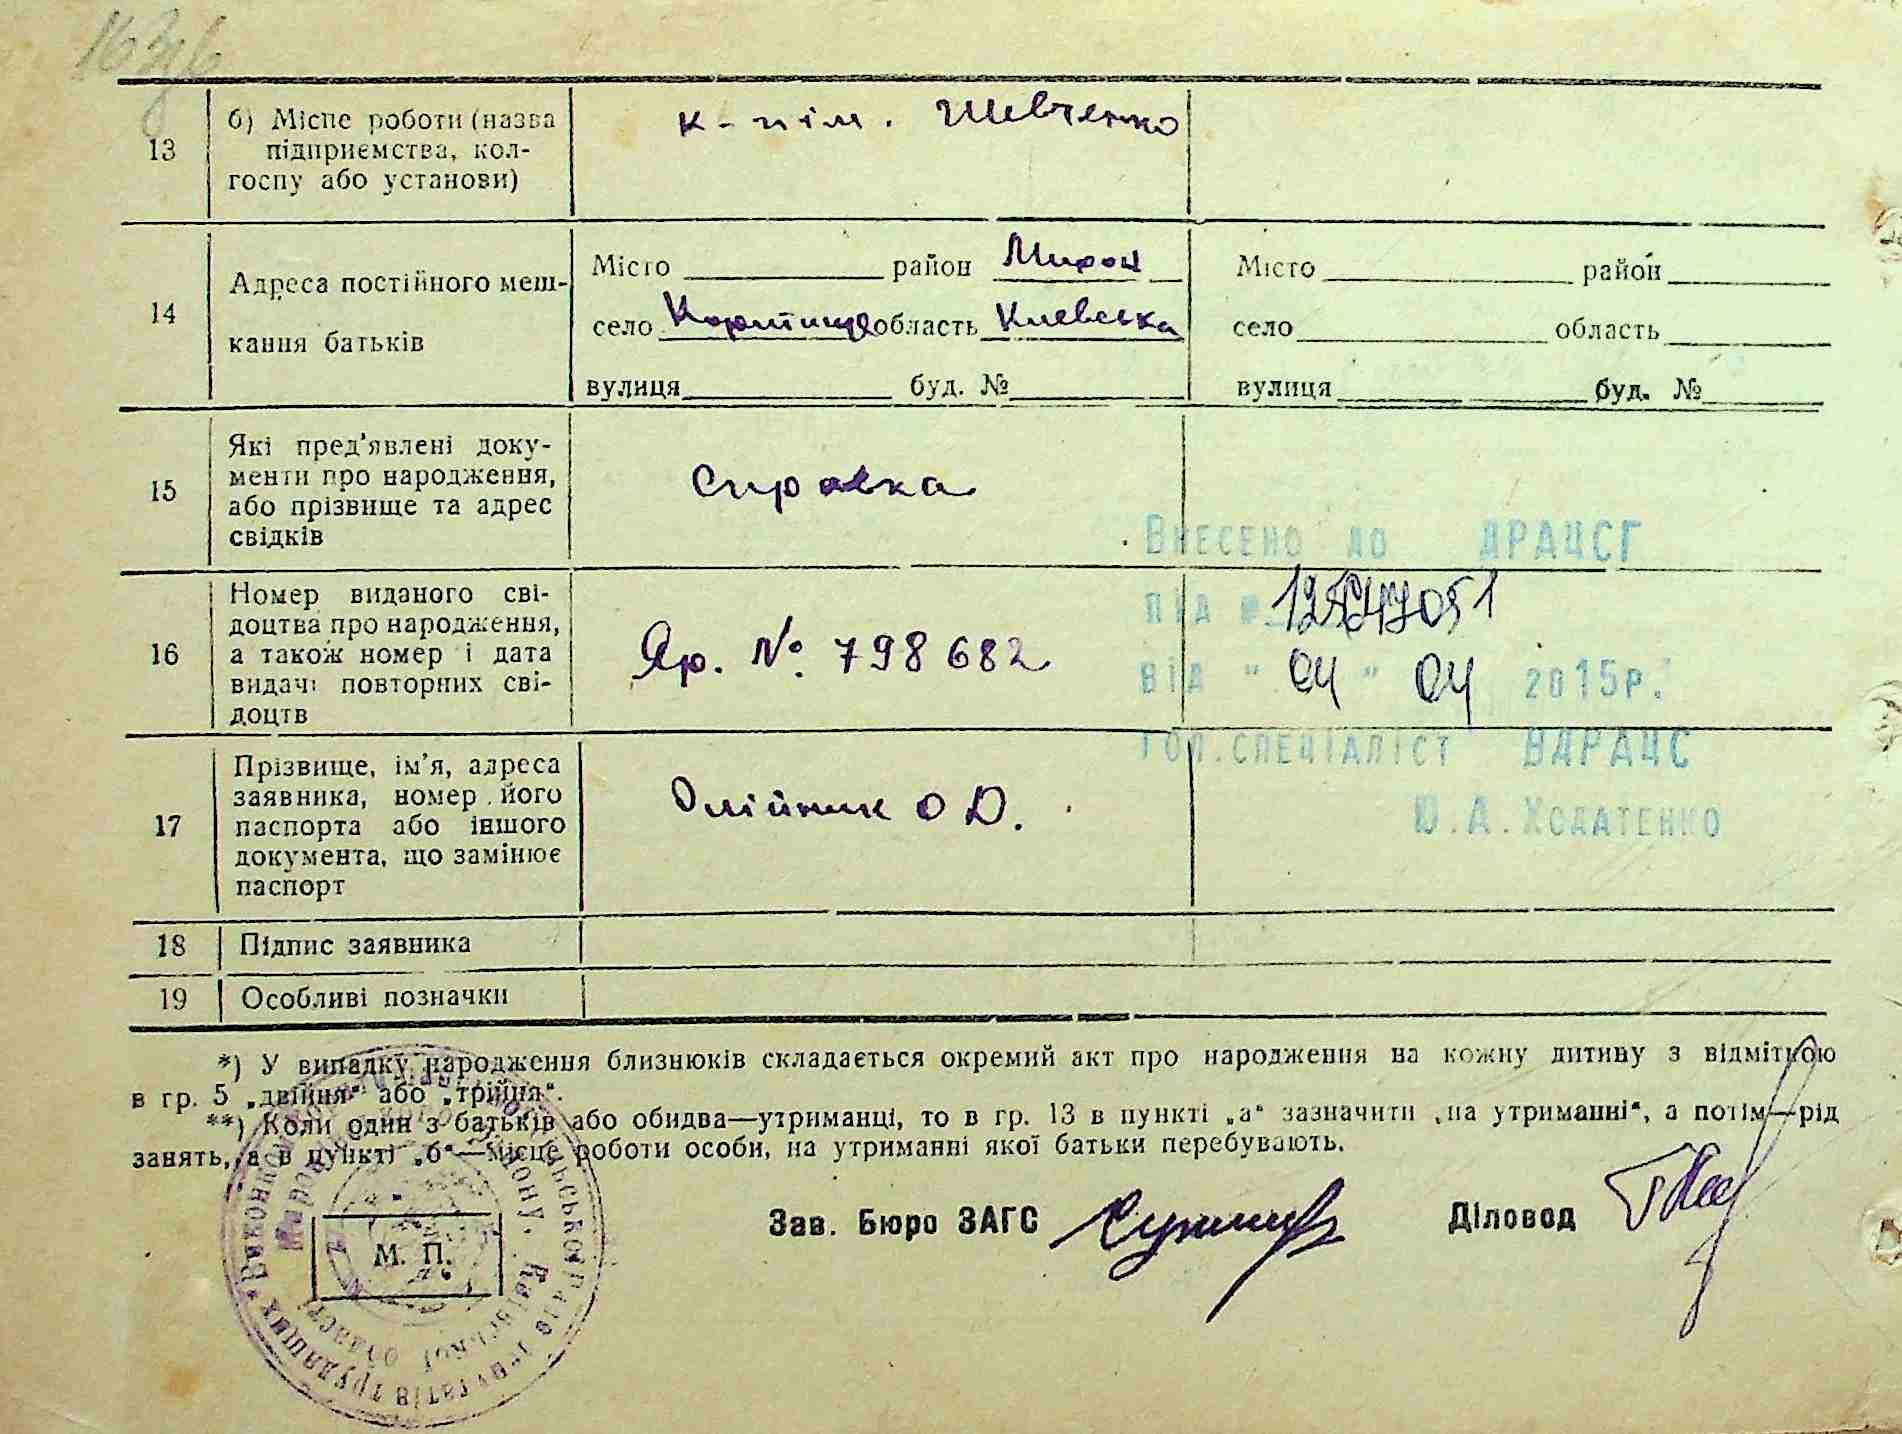 13
б) Місце роботи (назва
підприємства, кол-
госпу або установи)
к-п ім. Шевченко
14
Адреса постійного меш-
кання батьків
Місто район Мирон
село область Киевська
вулиця буд. №
Місто район
село область
вулиця буд. №
15
Які пред'явлені доку-
менти про народження,
або прізвище та адрес
свідків
Справка
Внесено до ДРАЦСГ
16
Номер виданого сві-
доцтва про народження,
а також номер і дата
видачі повторних сві-
доцтв
Яю. № 798682
під №
від " 04 " 04 2015р.
Гол.спеціаліст ВДРАЦС
Ю.А.Ходатенко
17
Прізвище, ім'я, адреса
заявника, номер його
паспорта або іншого
документа, що замінює
паспорт
Олійник О Ю.
18 Підпис заявника
19 Особливі позначки
*) У випадку народження близнюків складається окремий акт про народження на кожну дитину з відміткою
в гр. 5 „двійня“ або „трійня“.
**) Коли один з батьків або обидва—утриманці, то в гр. 13 в пункті „а“ зазначити „на утриманні“, а потім—рід
занять, а в пункті „б“—місце роботи особи, на утриманні якої батьки перебувають.
Зав. Бюро ЗАГС
Діловод
М. П.